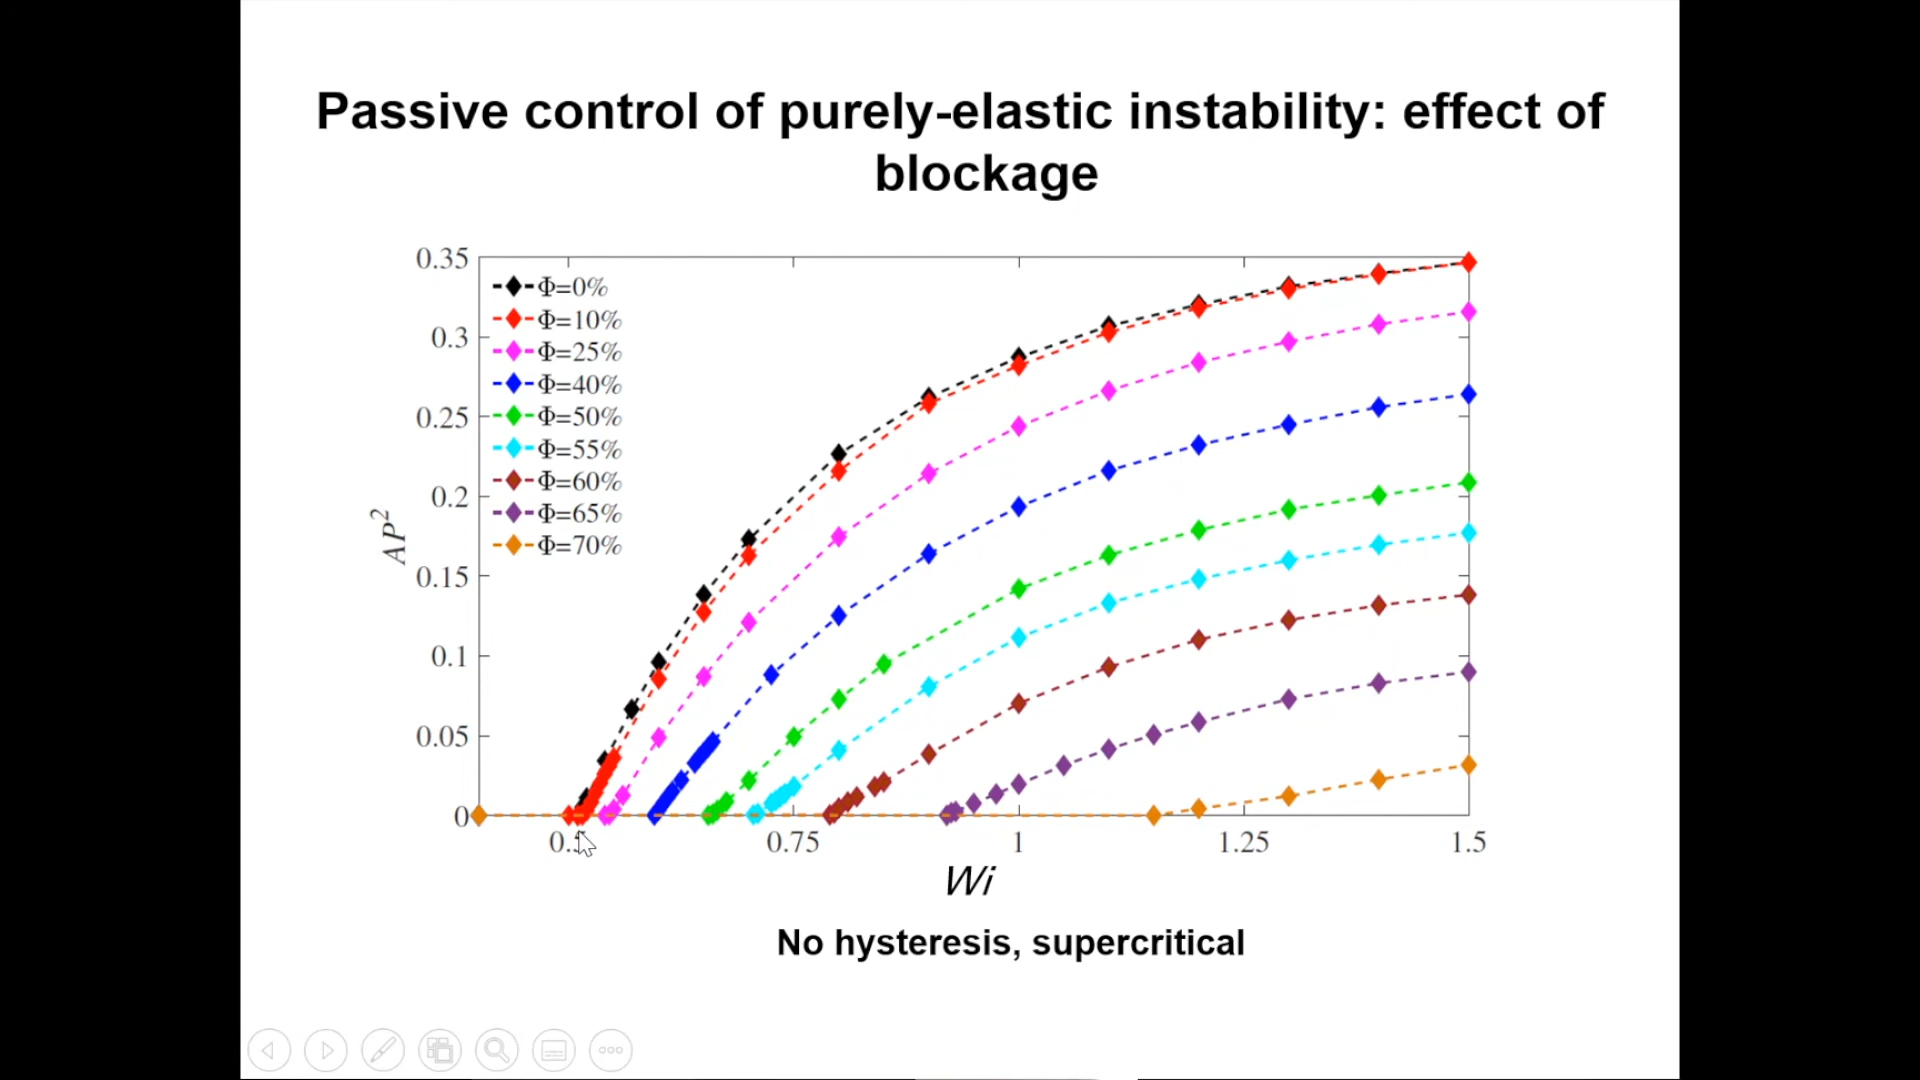 Passive control of purely-elastic instability: effect of
blockage
0.35
0.3
0.25
0.2
0.15
0.1
0.05
0
AP²
Φ=0%
Φ=10%
Φ=25%
Φ=40%
Φ=50%
Φ=55%
Φ=60%
Φ=65%
Φ=70%
0.75 1 1.25 1.5
Wi
No hysteresis, supercritical